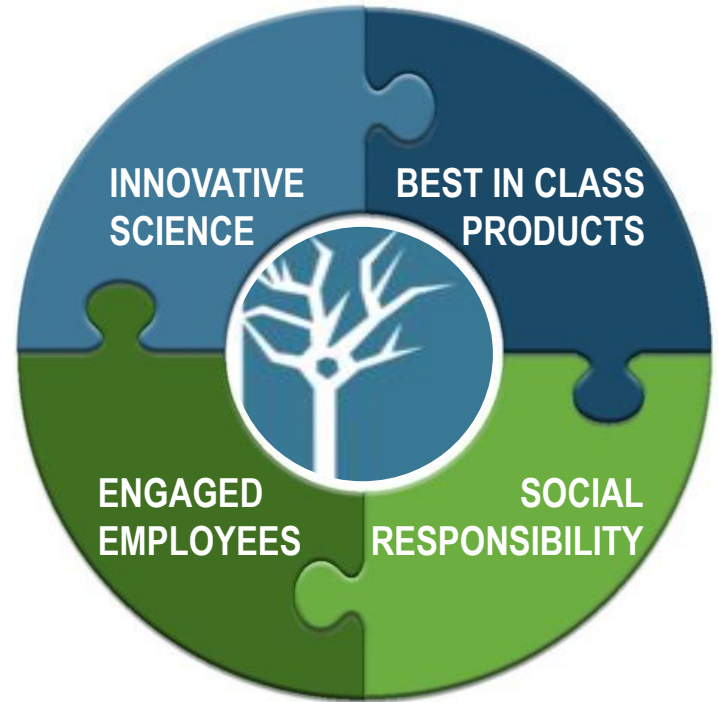 INNOVATIVE
SCIENCE
BEST IN CLASS
PRODUCTS
ENGAGED
EMPLOYEES
SOCIAL
RESPONSIBILITY